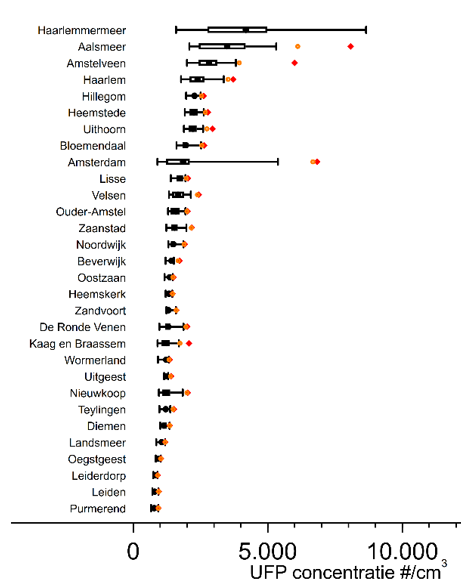 Haarlemmermeer
Aalsmeer
Amstelveen
Haarlem
Hillegom
Heemstede
Uithoorn
Bloemendaal
Amsterdam
Lisse
Velsen
Ouder-Amstel
Zaanstad
Noordwijk
Beverwijk
Oostzaan
Heemskerk
Zandvoort
De Ronde Venen
Kaag en Braassem
Wormerland
Uitgeest
Nieuwkoop
Teylingen
Diemen
Landsmeer
Oegstgeest
Leiderdorp
Leiden
Purmerend
0 5.000 10.000
UFP concentratie #/cm³